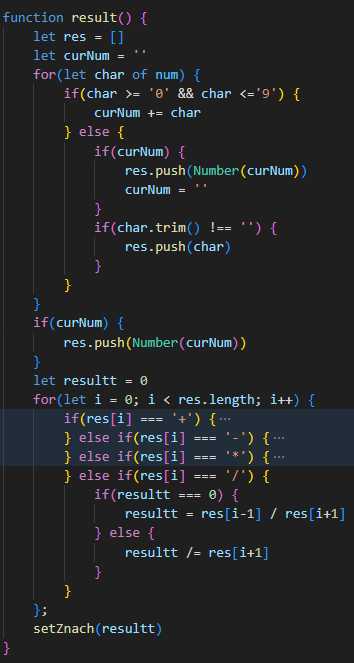 function result() {
    let res = []
    let curNum = ''
    for(let char of num) {
        if(char >= '0' && char <='9') {
            curNum += char
        } else {
            if(curNum) {
                res.push(Number(curNum))
                curNum = ''
            }
            if(char.trim() !== '') {
                res.push(char)
            }
        }
    }
    if(curNum) {
        res.push(Number(curNum))
    }
    let resultt = 0
    for(let i = 0; i < res.length; i++) {
        if(res[i] === '+') {···
        } else if(res[i] === '-') {···
        } else if(res[i] === '*') {···
        } else if(res[i] === '/') {
            if(resultt === 0) {
                resultt = res[i-1] / res[i+1]
            } else {
                resultt /= res[i+1]
            }
        }
    };
    setZnach(resultt)
}